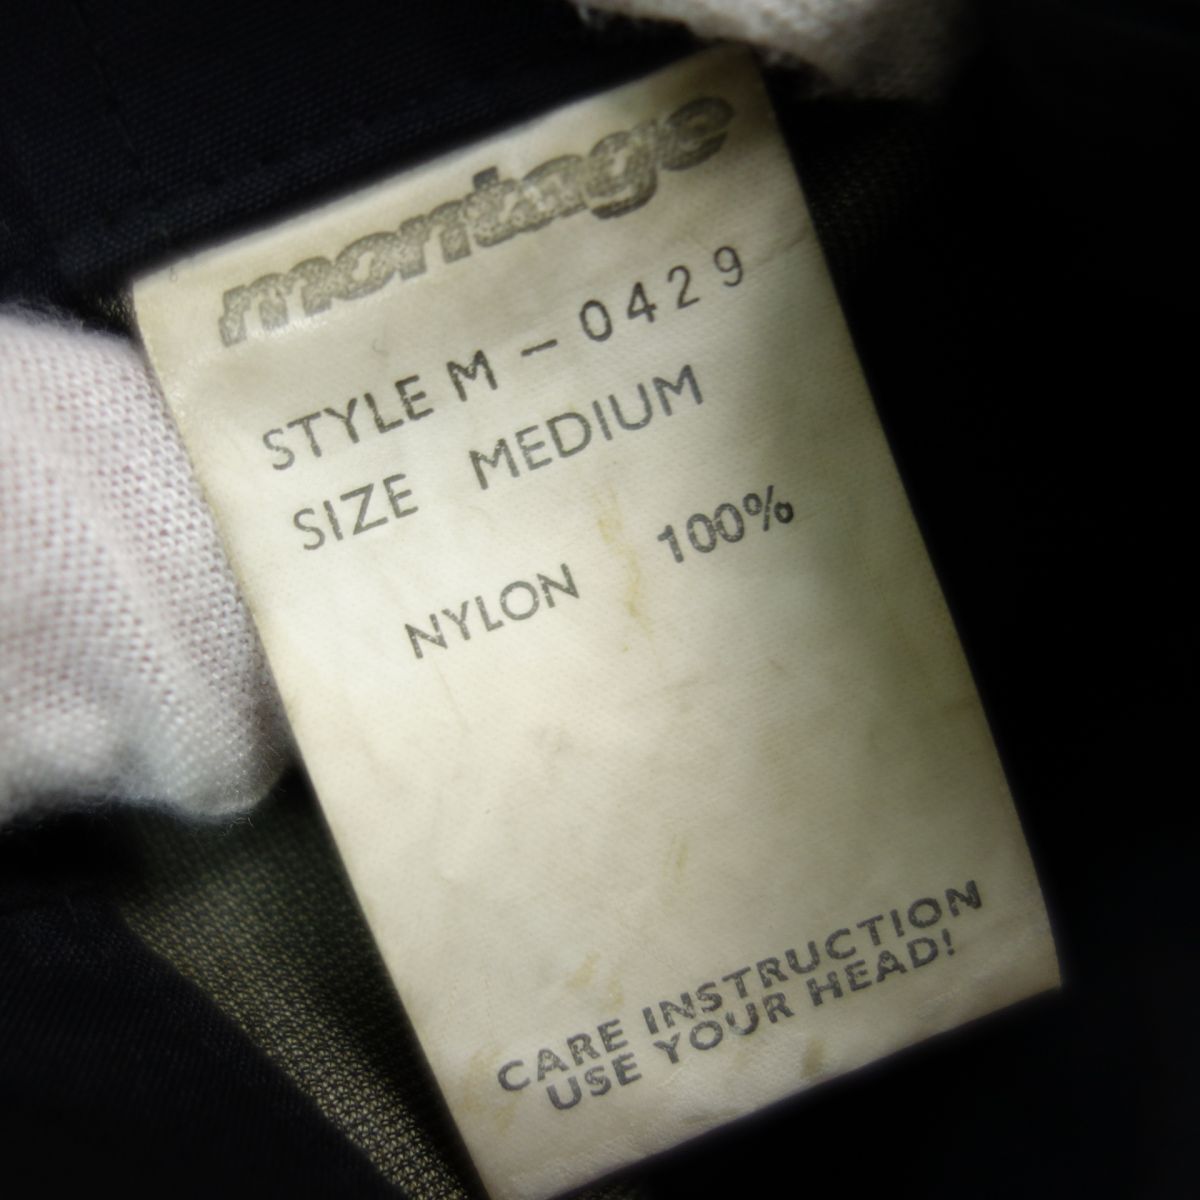 montage
STYLE M - 0429
SIZE MEDIUM
NYLON 100%
CARE INSTRUCTION
USE YOUR HEAD!